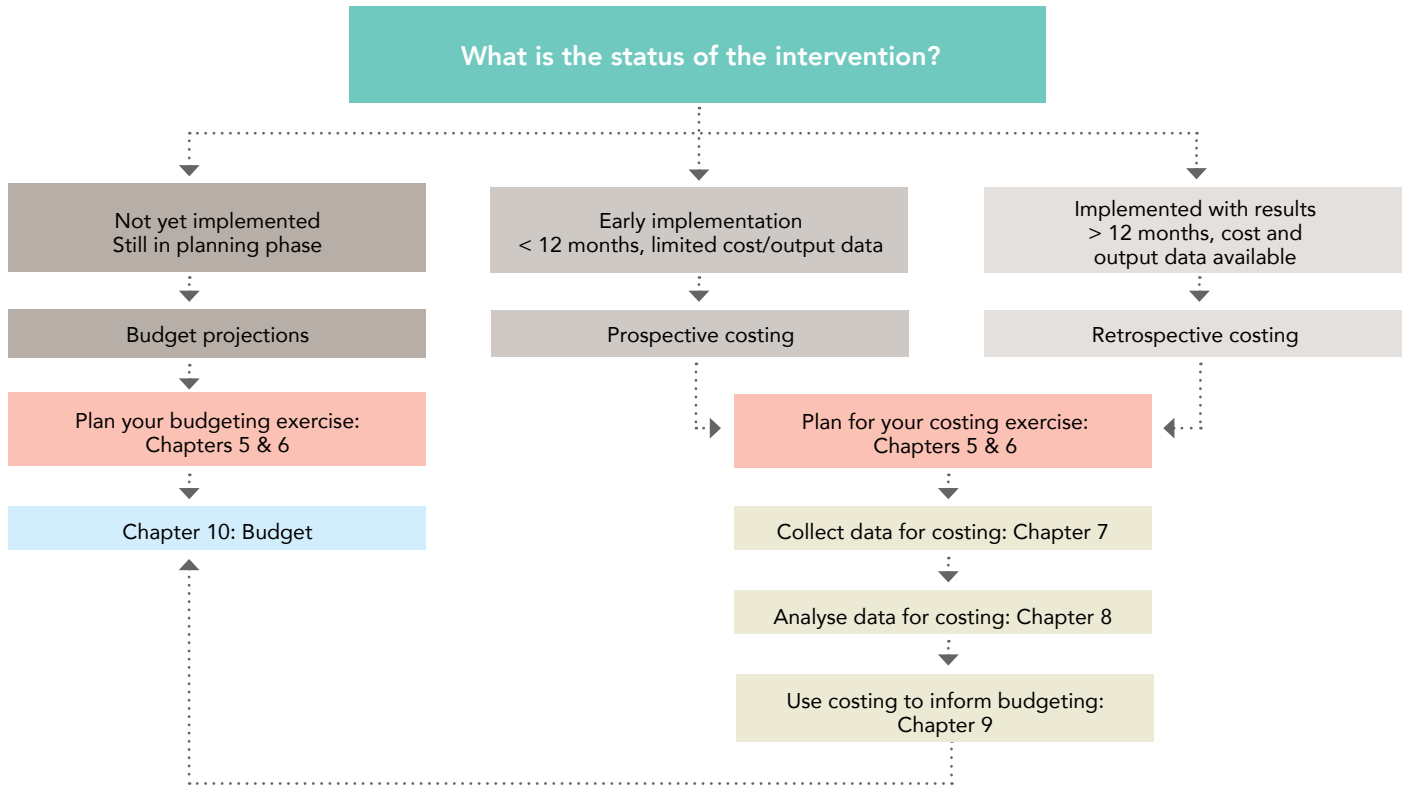 What is the status of the intervention?
Not yet implemented
Still in planning phase
Early implementation
< 12 months, limited cost/output data
Implemented with results
> 12 months, cost and
output data available
Budget projections
Prospective costing
Retrospective costing
Plan your budgeting exercise:
Chapters 5 & 6
Plan for your costing exercise:
Chapters 5 & 6
Chapter 10: Budget
Collect data for costing: Chapter 7
Analyse data for costing: Chapter 8
Use costing to inform budgeting:
Chapter 9